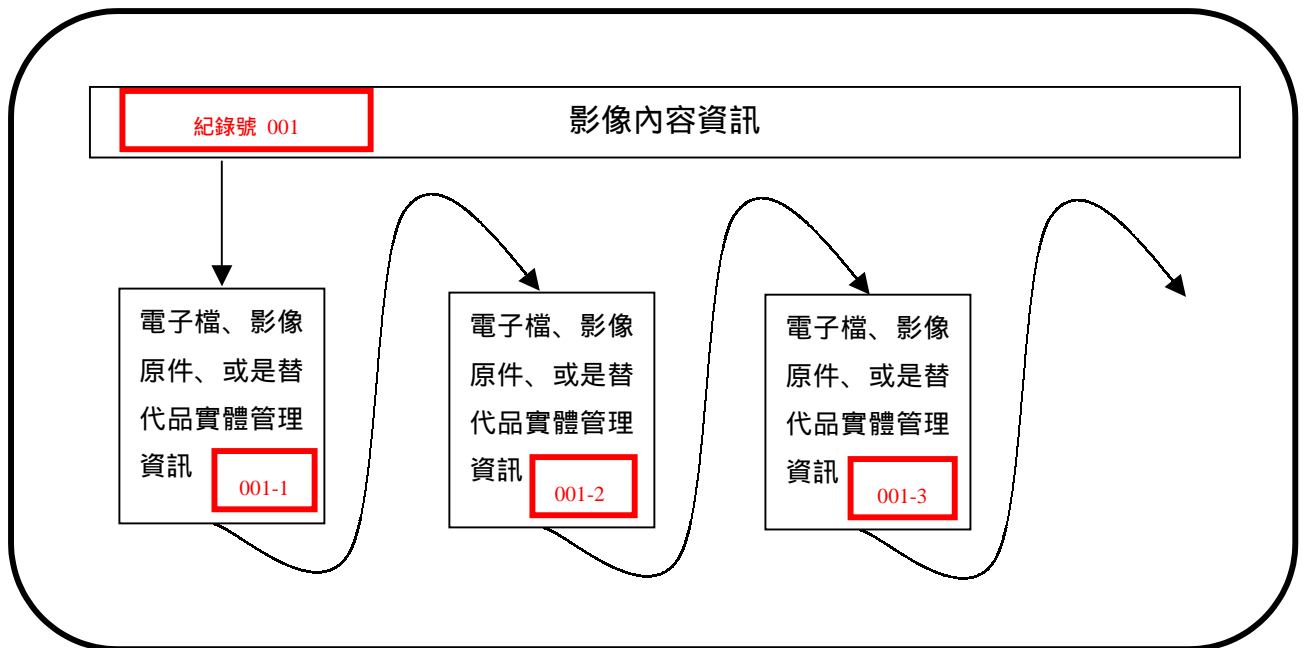 紀錄號 001
影像內容資訊
電子檔、影像
原件、或是替
代品實體管理
資訊
001-1
電子檔、影像
原件、或是替
代品實體管理
資訊
001-2
電子檔、影像
原件、或是替
代品實體管理
資訊
001-3